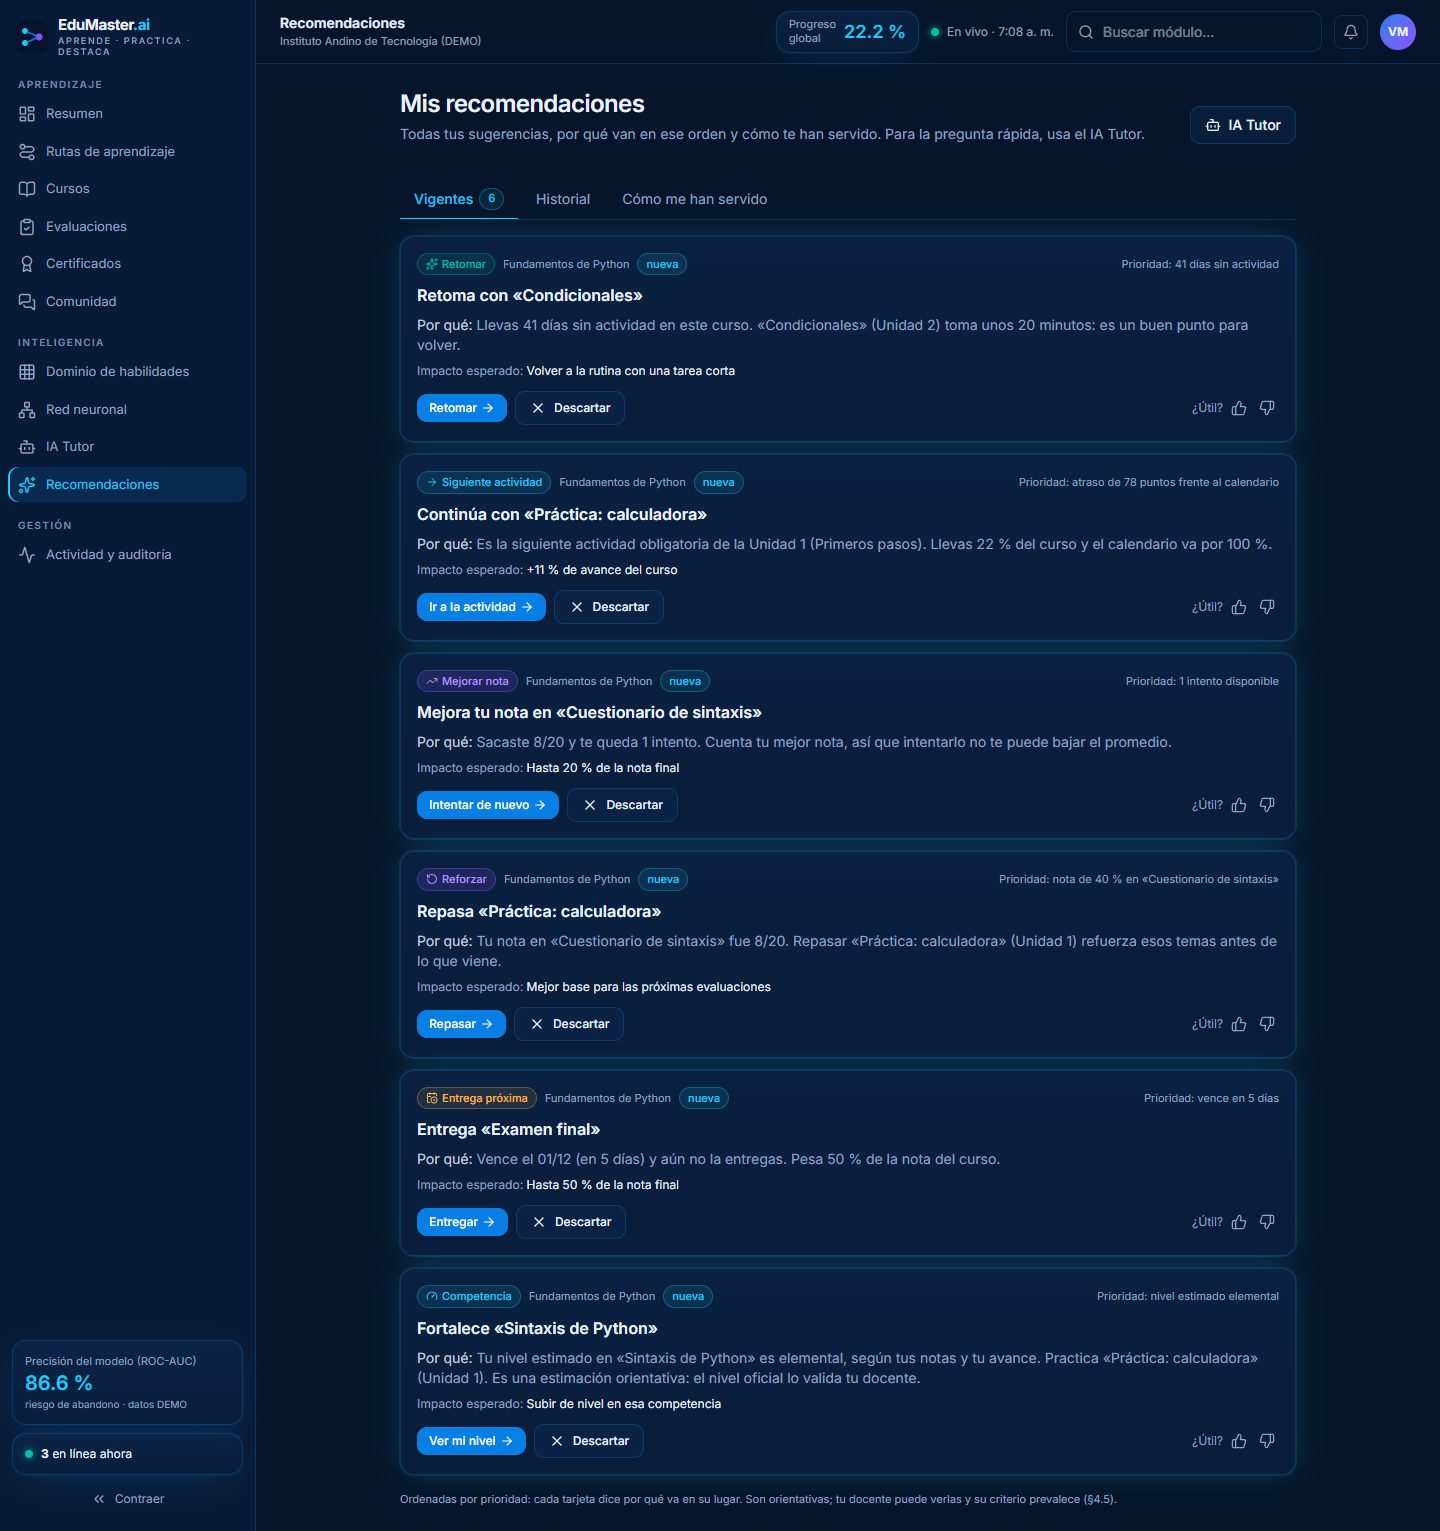 EduMaster.ai
APRENDE · PRACTICA ·
DESTACA
APRENDIZAJE
Resumen
Rutas de aprendizaje
Cursos
Evaluaciones
Certificados
Comunidad
INTELIGENCIA
Dominio de habilidades
Red neuronal
IA Tutor
Recomendaciones
GESTIÓN
Actividad y auditoría
Precisión del modelo (ROC-AUC)
86.6 %
riesgo de abandono · datos DEMO
3 en línea ahora
Contraer
Recomendaciones
Instituto Andino de Tecnología (DEMO)
Progreso
global
22.2 %
En vivo · 7:08 a. m.
Buscar módulo...
VM
Mis recomendaciones
Todas tus sugerencias, por qué van en ese orden y cómo te han servido. Para la pregunta rápida, usa el IA Tutor.
IA Tutor
Vigentes 6 Historial Cómo me han servido
Retomar Fundamentos de Python nueva Prioridad: 41 días sin actividad
Retoma con «Condicionales»
Por qué: Llevas 41 días sin actividad en este curso. «Condicionales» (Unidad 2) toma unos 20 minutos: es un buen punto para
volver.
Impacto esperado: Volver a la rutina con una tarea corta
Retomar Descartar ¿Útil?
Siguiente actividad Fundamentos de Python nueva Prioridad: atraso de 78 puntos frente al calendario
Continúa con «Práctica: calculadora»
Por qué: Es la siguiente actividad obligatoria de la Unidad 1 (Primeros pasos). Llevas 22 % del curso y el calendario va por 100 %.
Impacto esperado: +11 % de avance del curso
Ir a la actividad Descartar ¿Útil?
Mejorar nota Fundamentos de Python nueva Prioridad: 1 intento disponible
Mejora tu nota en «Cuestionario de sintaxis»
Por qué: Sacaste 8/20 y te queda 1 intento. Cuenta tu mejor nota, así que intentarlo no te puede bajar el promedio.
Impacto esperado: Hasta 20 % de la nota final
Intentar de nuevo Descartar ¿Útil?
Reforzar Fundamentos de Python nueva Prioridad: nota de 40 % en «Cuestionario de sintaxis»
Repasa «Práctica: calculadora»
Por qué: Tu nota en «Cuestionario de sintaxis» fue 8/20. Repasar «Práctica: calculadora» (Unidad 1) refuerza esos temas antes de
lo que viene.
Impacto esperado: Mejor base para las próximas evaluaciones
Repasar Descartar ¿Útil?
Entrega próxima Fundamentos de Python nueva Prioridad: vence en 5 días
Entrega «Examen final»
Por qué: Vence el 01/12 (en 5 días) y aún no la entregas. Pesa 50 % de la nota del curso.
Impacto esperado: Hasta 50 % de la nota final
Entregar Descartar ¿Útil?
Competencia Fundamentos de Python nueva Prioridad: nivel estimado elemental
Fortalece «Sintaxis de Python»
Por qué: Tu nivel estimado en «Sintaxis de Python» es elemental, según tus notas y tu avance. Practica «Práctica: calculadora»
(Unidad 1). Es una estimación orientativa: el nivel oficial lo valida tu docente.
Impacto esperado: Subir de nivel en esa competencia
Ver mi nivel Descartar ¿Útil?
Ordenadas por prioridad: cada tarjeta dice por qué va en su lugar. Son orientativas; tu docente puede verlas y su criterio prevalece (§4.5).